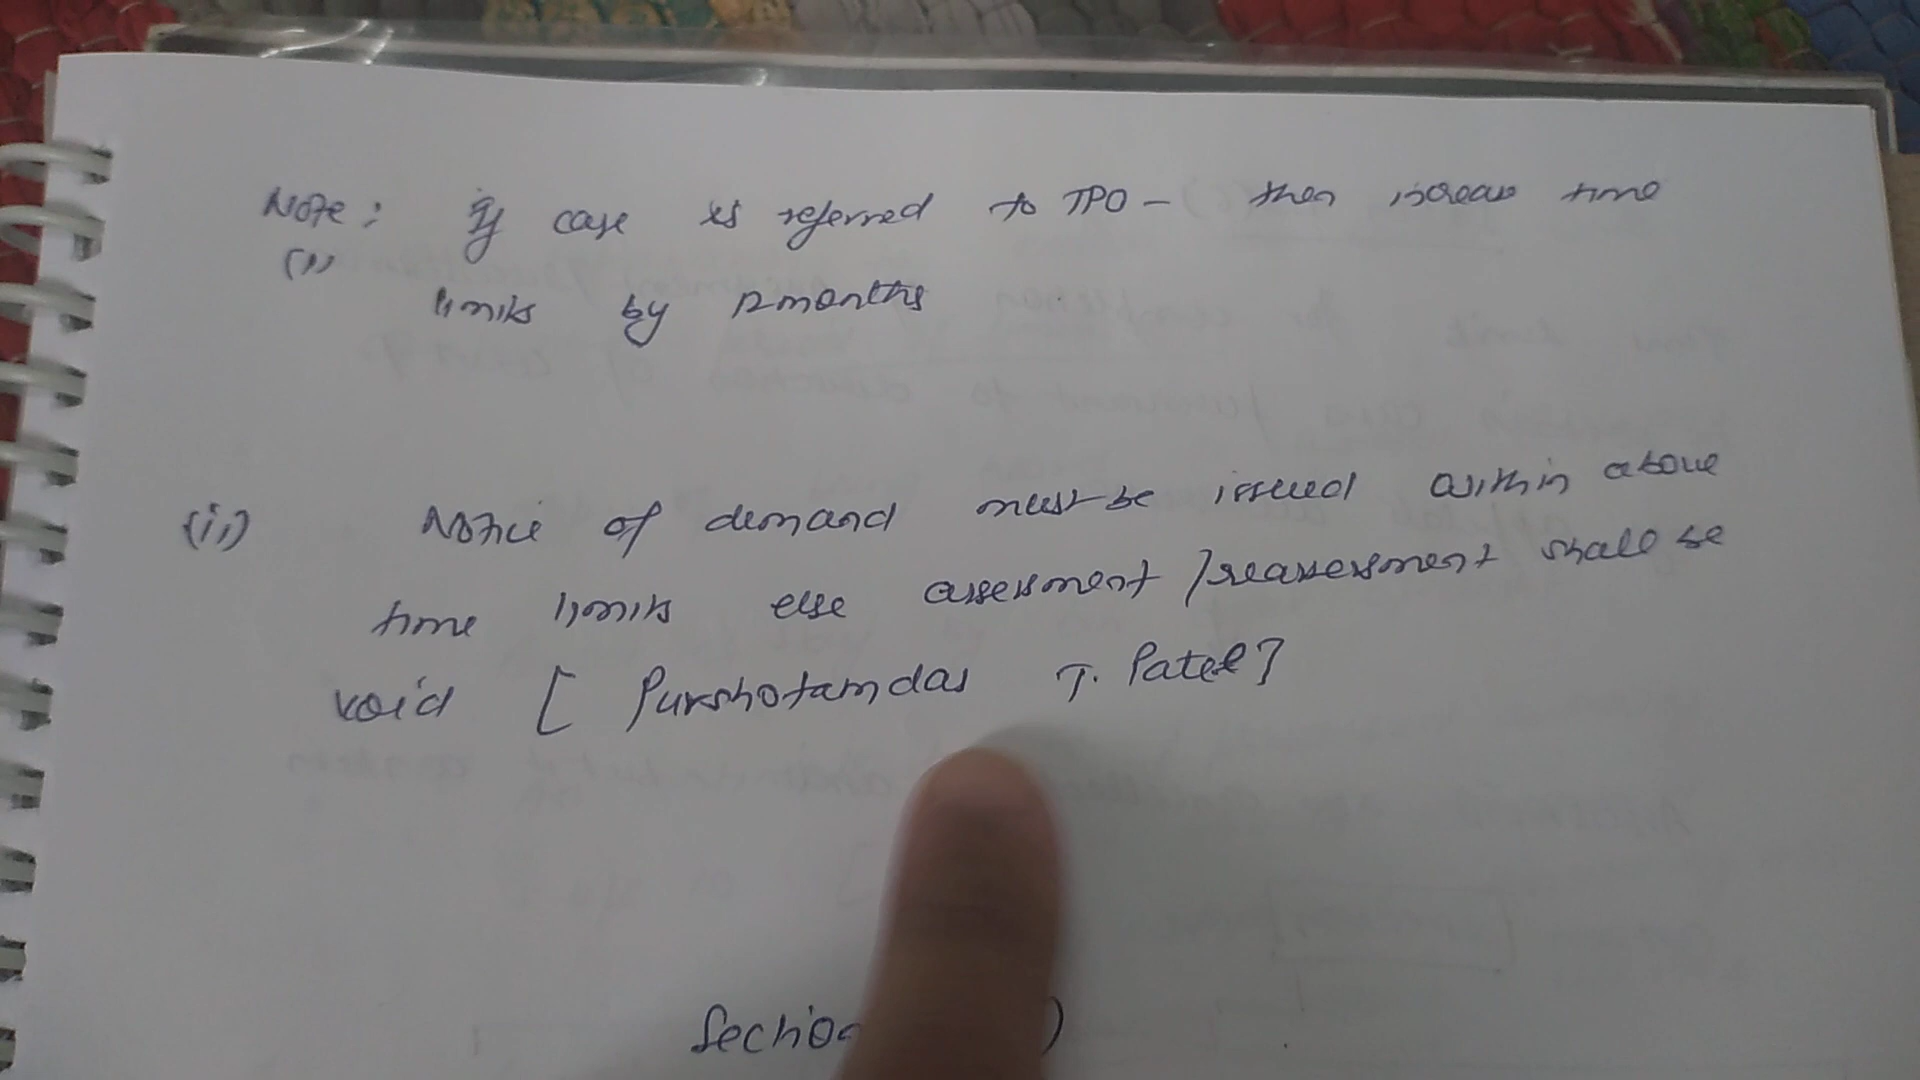 Note: If case is referred to TPO - then increase time
(i)
limits by 12 months
(ii) Notice of demand must be issued within above
time limits else assessment / reassessment shall be
void [ Purshotamdas T. Patel ]
Section )